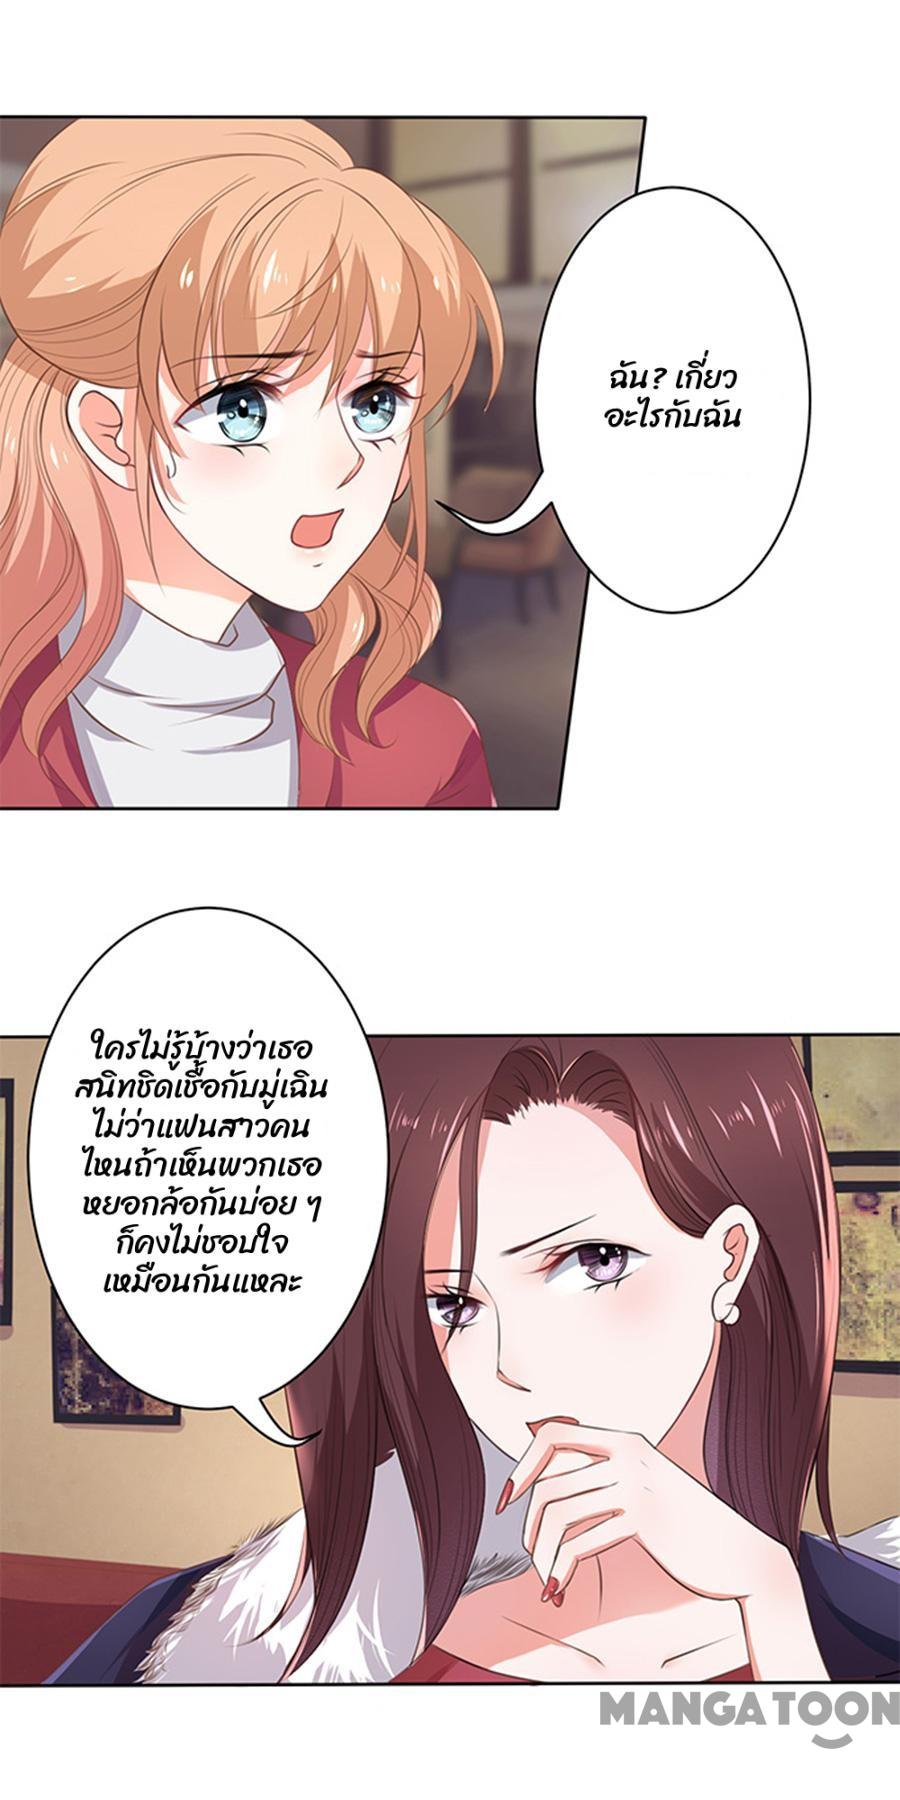 ฉัน? เกี่ยว
อะไรกับฉัน
ใครไม่รู้บ้างว่าเธอ
สนิทชิดเชื้อกับมู่เฉิน
ไม่ว่าแฟนสาวคน
ไหนถ้าเห็นพวกเธอ
หยอกล้อกันบ่อย ๆ
ก็คงไม่ชอบใจ
เหมือนกันแหละ
MANGATOON